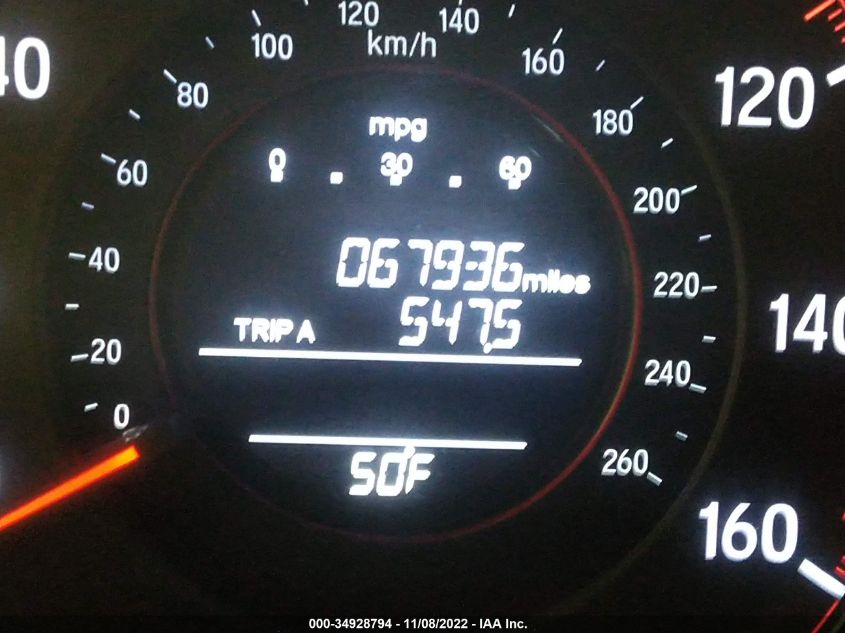 120 140
100 km/h 160
40 80 180 120
mpg
0 . 30 . 60
60 200
40 067936 miles 220
TRIP A 547.5 140
20 240
0 260
50°F
160
000-34928794 - 11/08/2022 - IAA Inc.